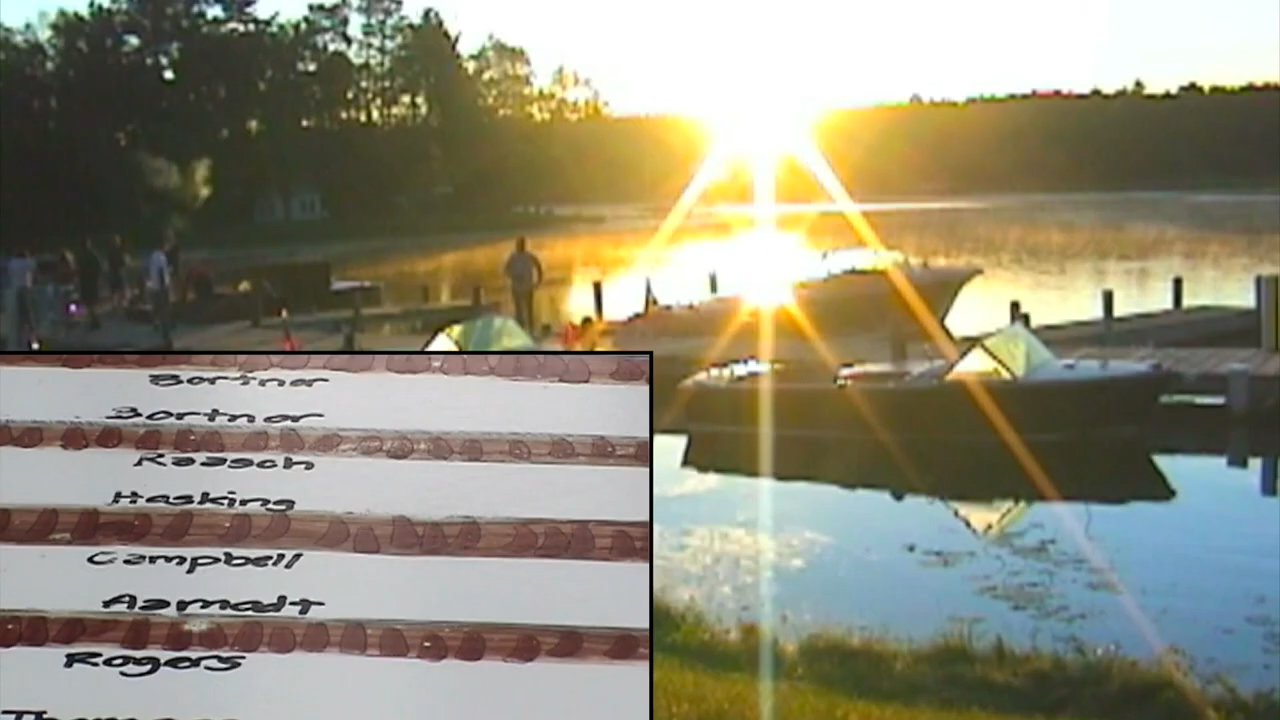 Bortner
Bortner
Raasch
Hasking
Campbell
Aamodt
Rogers